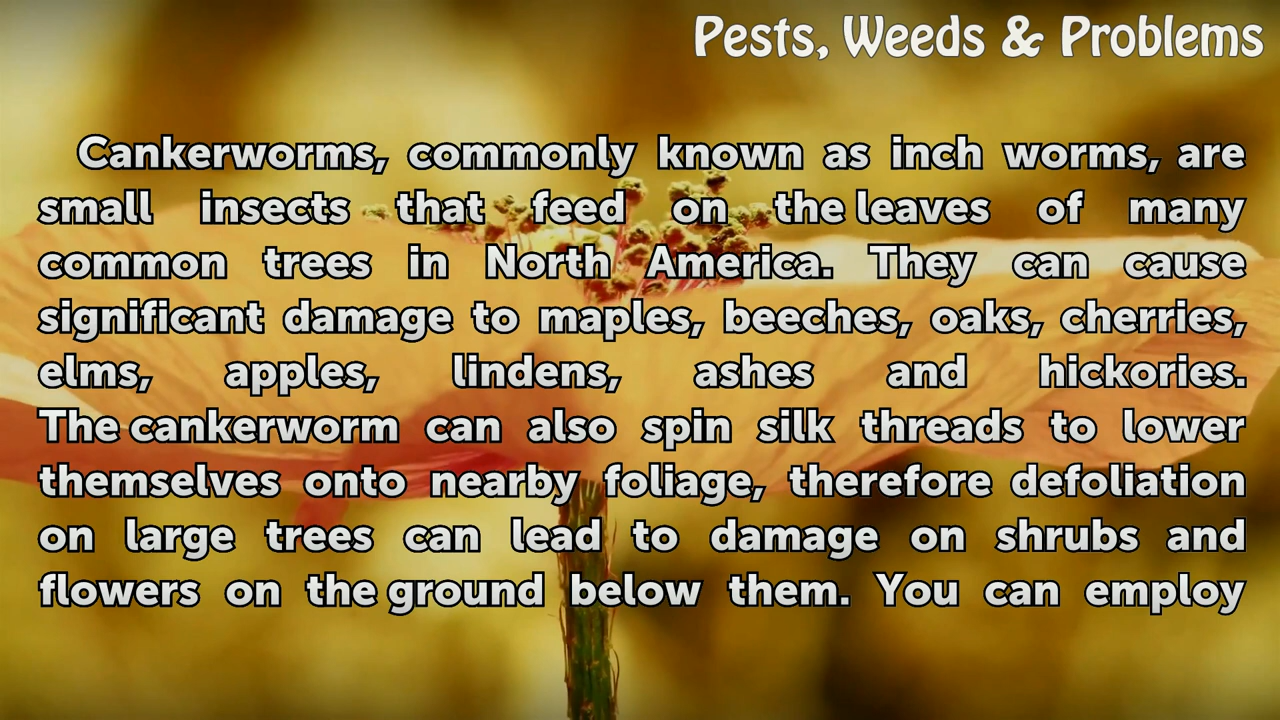 Pests, Weeds & Problems
Cankerworms, commonly known as inch worms, are
small insects that feed on the leaves of many
common trees in North America. They can cause
significant damage to maples, beeches, oaks, cherries,
elms, apples, lindens, ashes and hickories.
The cankerworm can also spin silk threads to lower
themselves onto nearby foliage, therefore defoliation
on large trees can lead to damage on shrubs and
flowers on the ground below them. You can employ